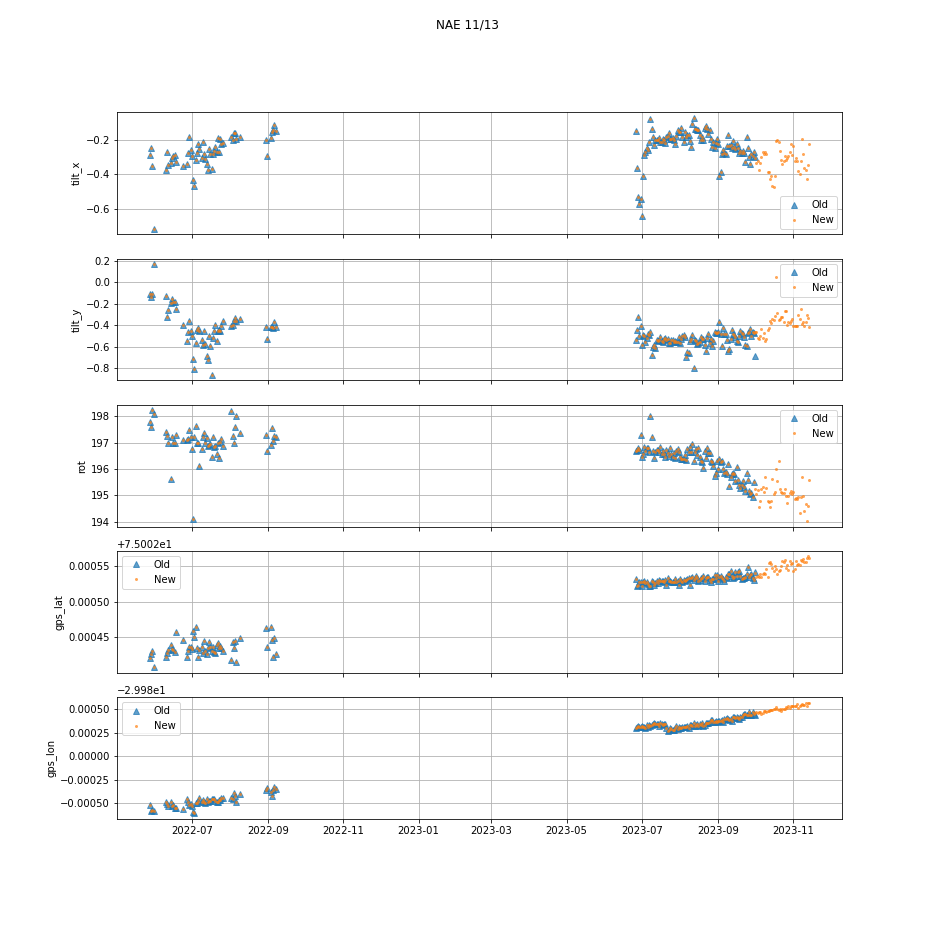 NAE 11/13
−0.2
−0.4
−0.6
tilt_x
Old
New
0.2
0.0
−0.2
−0.4
−0.6
−0.8
tilt_y
Old
New
198
197
196
195
194
rot
Old
New
+7.5002e1
0.00055
0.00050
0.00045
gps_lat
Old
New
−2.998e1
0.00050
0.00025
0.00000
−0.00025
−0.00050
gps_lon
Old
New
2022-07 2022-09 2022-11 2023-01 2023-03 2023-05 2023-07 2023-09 2023-11